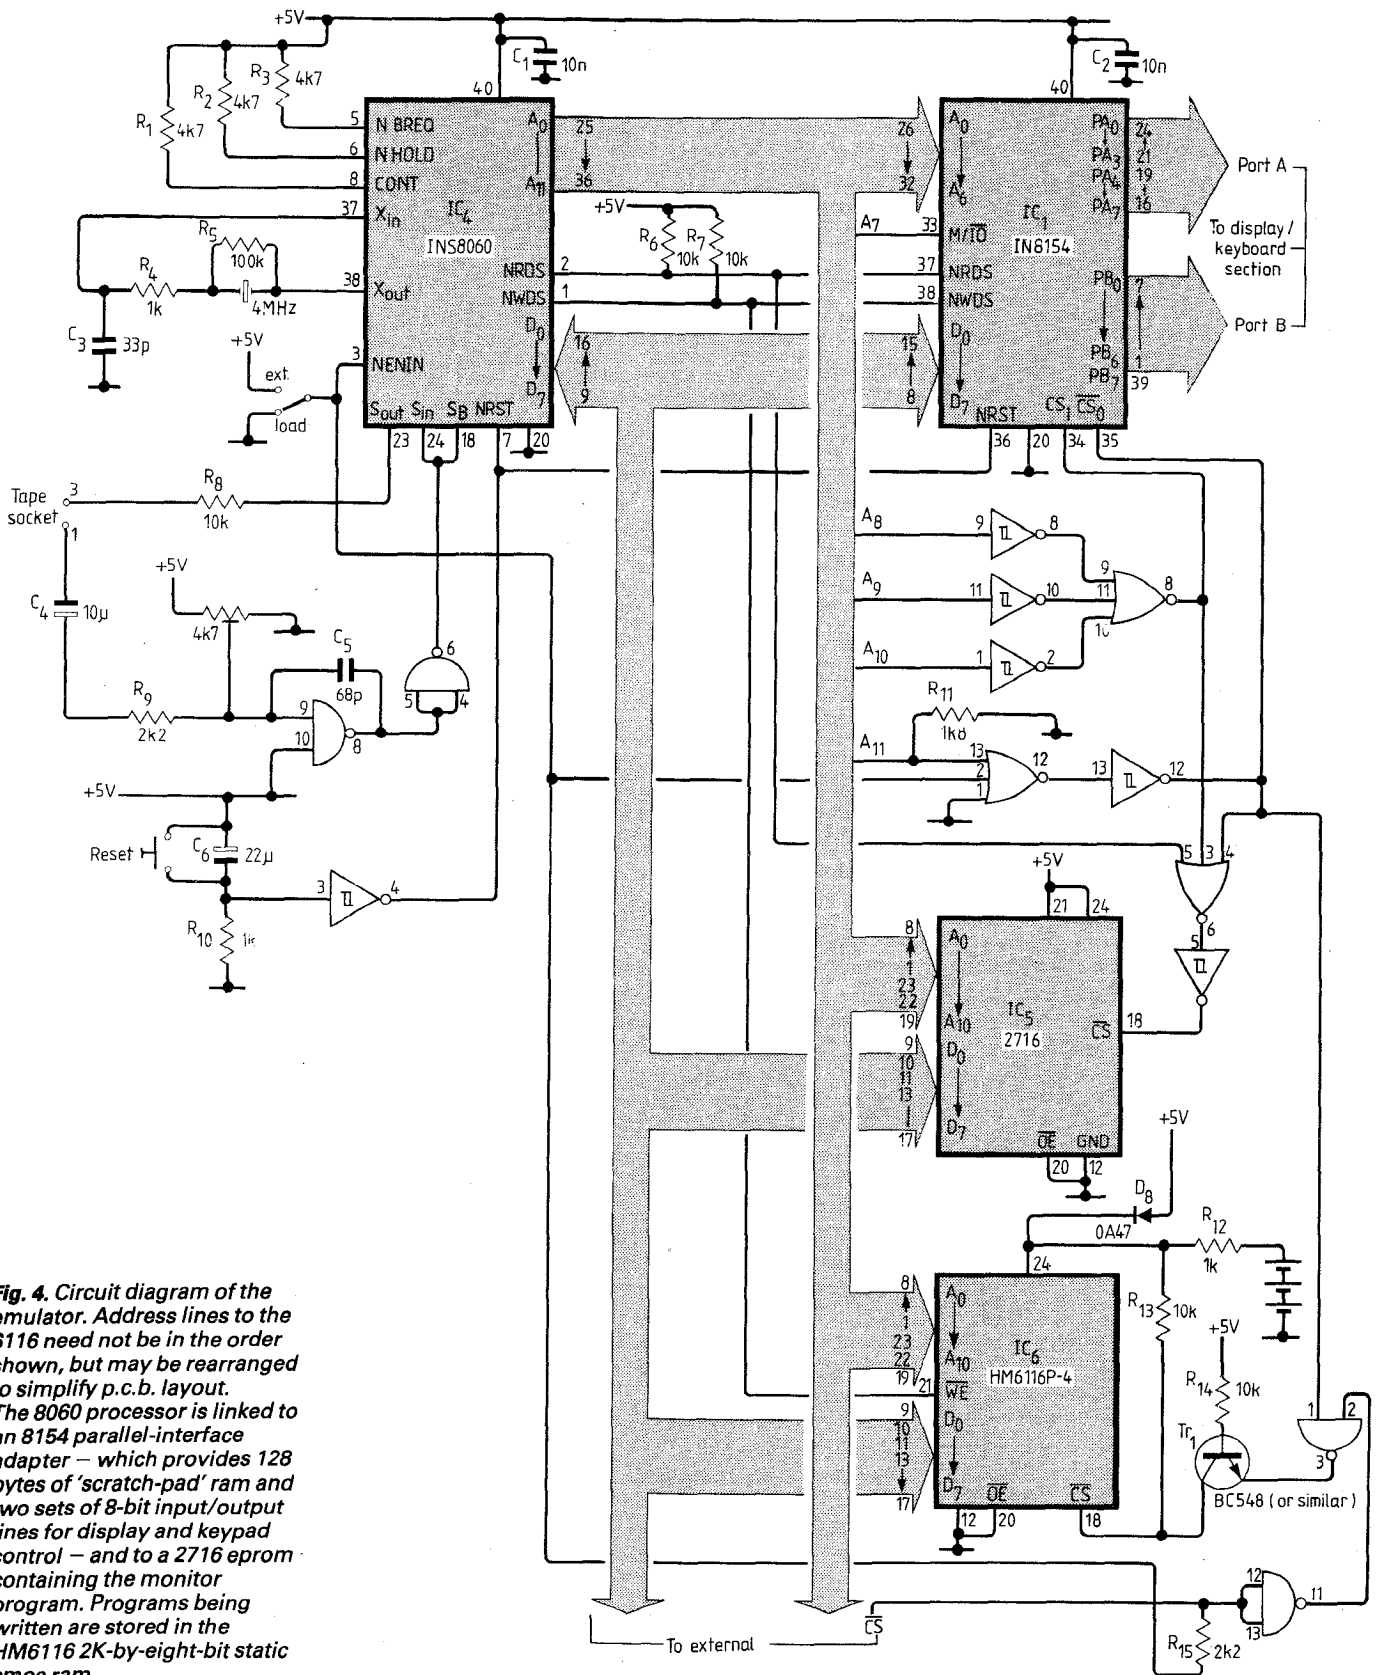 +5V
C1
10n
C2
10n
R3
4k7
R2
4k7
R1
4k7
40
40
5
N BREQ
6
N HOLD
8
CONT
37
Xin
38
Xout
3
NENIN
IC4
INS8060
A0
A11
25
36
26
32
2
NRDS
1
NWDS
D0
D7
16
9
Sout
Sin
SB
NRST
23
24
18
7
20
R5
100k
R4
1k
4MHz
C3
33p
+5V
ext.
load
+5V
R6
10k
R7
10k
A7
33
M/IO
37
NRDS
38
NWDS
A0
A6
IC1
IN8154
D0
D7
15
8
NRST
CS1
CS0
36
20
34
35
PA0
PA3
PA4
PA7
24
21
19
16
PB0
PB6
PB7
7
1
39
Port A
To display/
keyboard
section
Port B
Tape
socket
3
1
R8
10k
C4
10µ
+5V
4k7
R9
2k2
C5
68p
9
10
8
5
4
6
+5V
Reset
C6
22µ
R10
3
4
A8
9
8
A9
11
10
A10
1
2
9
11
8
R11
1k8
A11
13
2
1
12
13
12
5
3
4
6
5
+5V
21
24
8
1
23
22
19
A0
A10
IC5
2716
CS
18
9
10
11
13
17
D0
D7
OE
GND
20
12
+5V
D8
OA47
R12
1k
24
R13
10k
+5V
R14
10k
Tr1
BC548 (or similar)
1
2
3
8
1
23
22
19
A0
A10
IC6
HM6116P-4
21
WE
9
10
11
13
17
D0
D7
OE
CS
12
20
18
To external
CS
12
13
11
R15
2k2
Fig. 4. Circuit diagram of the
emulator. Address lines to the
6116 need not be in the order
shown, but may be rearranged
to simplify p.c.b. layout.
The 8060 processor is linked to
an 8154 parallel-interface
adapter – which provides 128
bytes of 'scratch-pad' ram and
two sets of 8-bit input/output
lines for display and keypad
control – and to a 2716 eprom
containing the monitor
program. Programs being
written are stored in the
HM6116 2K-by-eight-bit static